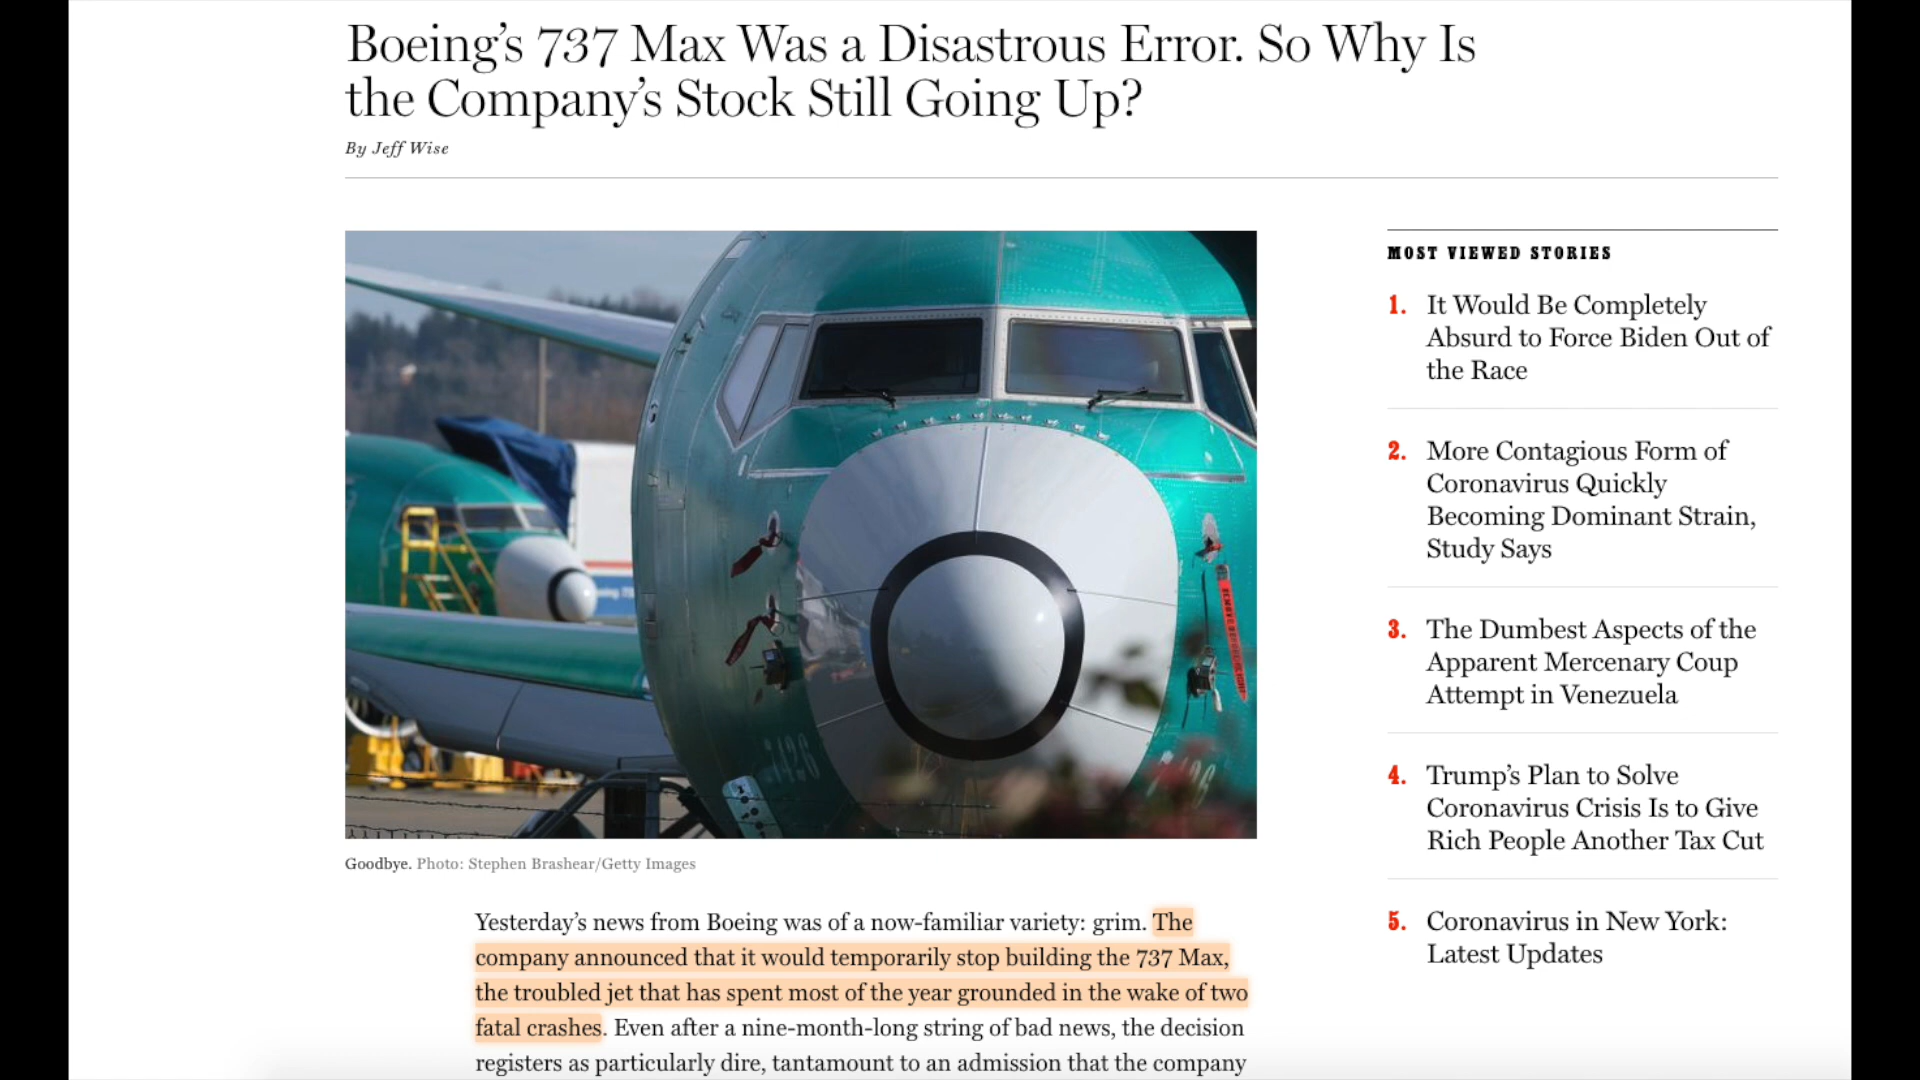 Boeing’s 737 Max Was a Disastrous Error. So Why Is
the Company’s Stock Still Going Up?
By Jeff Wise
MOST VIEWED STORIES
1. It Would Be Completely
Absurd to Force Biden Out of
the Race
2. More Contagious Form of
Coronavirus Quickly
Becoming Dominant Strain,
Study Says
3. The Dumbest Aspects of the
Apparent Mercenary Coup
Attempt in Venezuela
4. Trump’s Plan to Solve
Coronavirus Crisis Is to Give
Rich People Another Tax Cut
5. Coronavirus in New York:
Latest Updates
Goodbye. Photo: Stephen Brashear/Getty Images
Yesterday’s news from Boeing was of a now-familiar variety: grim. The
company announced that it would temporarily stop building the 737 Max,
the troubled jet that has spent most of the year grounded in the wake of two
fatal crashes. Even after a nine-month-long string of bad news, the decision
registers as particularly dire, tantamount to an admission that the company